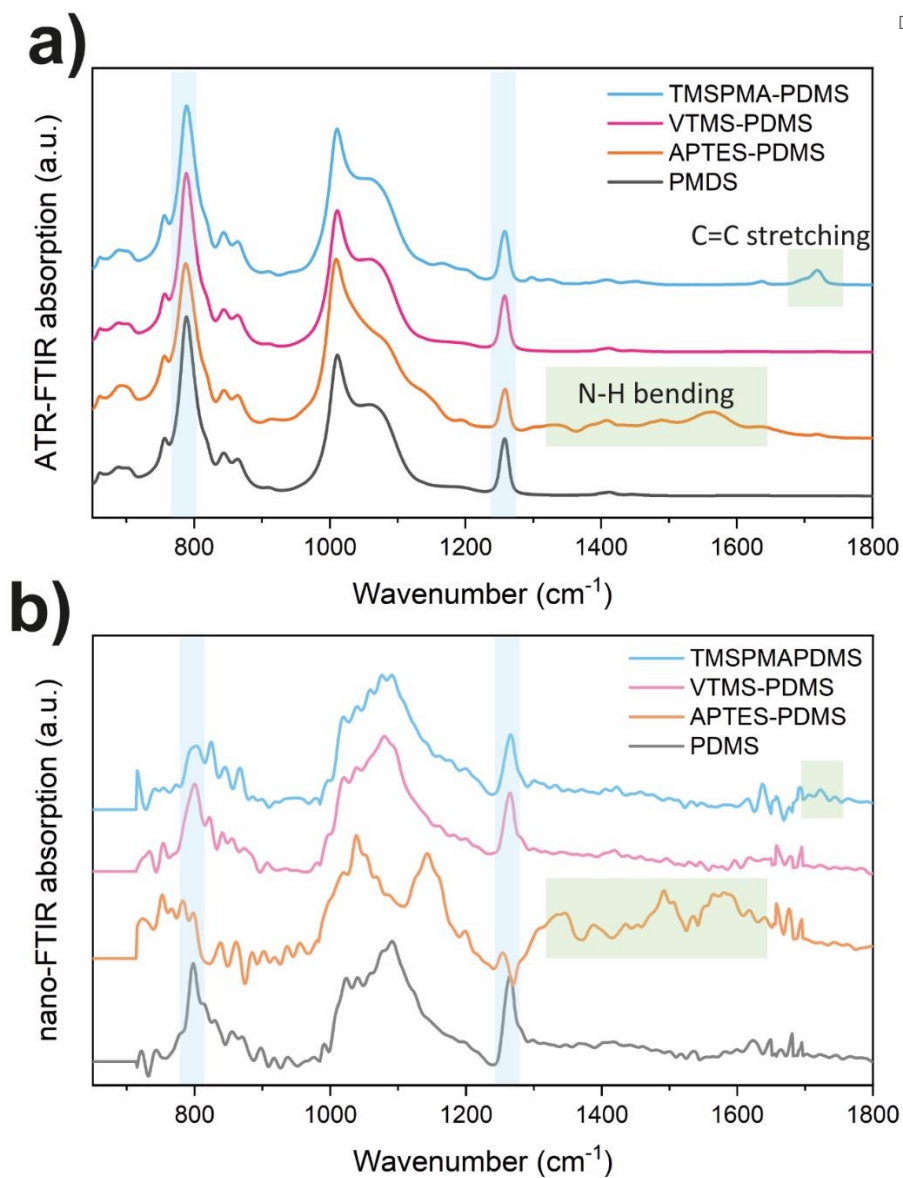 a)
TMSPMA-PDMS
VTMS-PDMS
APTES-PDMS
PMDS
C=C stretching
N-H bending
ATR-FTIR absorption (a.u.)
800 1000 1200 1400 1600 1800
Wavenumber (cm⁻¹)
b)
TMSPMAPDMS
VTMS-PDMS
APTES-PDMS
PDMS
nano-FTIR absorption (a.u.)
800 1000 1200 1400 1600 1800
Wavenumber (cm⁻¹)